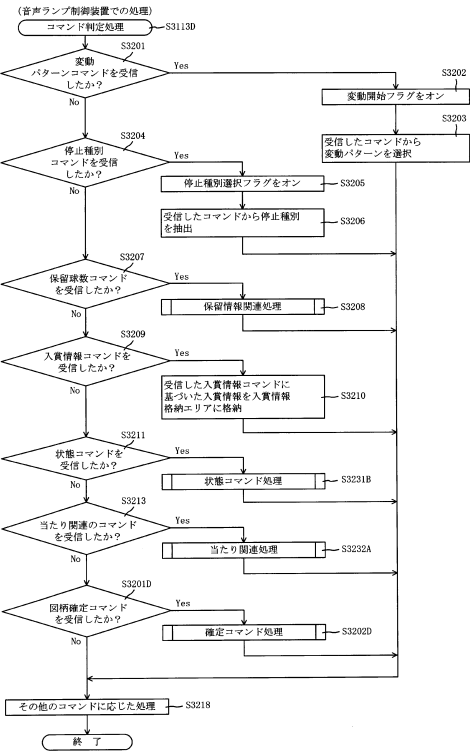 (音声ランプ制御装置での処理)
コマンド判定処理
S3113D
S3201
変動
パターンコマンドを受信
したか?
Yes
No
S3202
変動開始フラグをオン
S3203
受信したコマンドから
変動パターンを選択
S3204
停止種別
コマンドを受信
したか?
Yes
No
停止種別選択フラグをオン
S3205
受信したコマンドから停止種別
を抽出
S3206
S3207
保留球数コマンド
を受信したか?
Yes
No
保留情報関連処理
S3208
S3209
入賞情報コマンドを
受信したか?
Yes
No
受信した入賞情報コマンドに
基づいた入賞情報を入賞情報
格納エリアに格納
S3210
S3211
状態コマンドを
受信したか?
Yes
No
状態コマンド処理
S3231B
S3213
当たり関連のコマンド
を受信したか?
Yes
No
当たり関連処理
S3232A
S3201D
図柄確定コマンド
を受信したか?
Yes
No
確定コマンド処理
S3202D
その他のコマンドに応じた処理
S3218
終 了